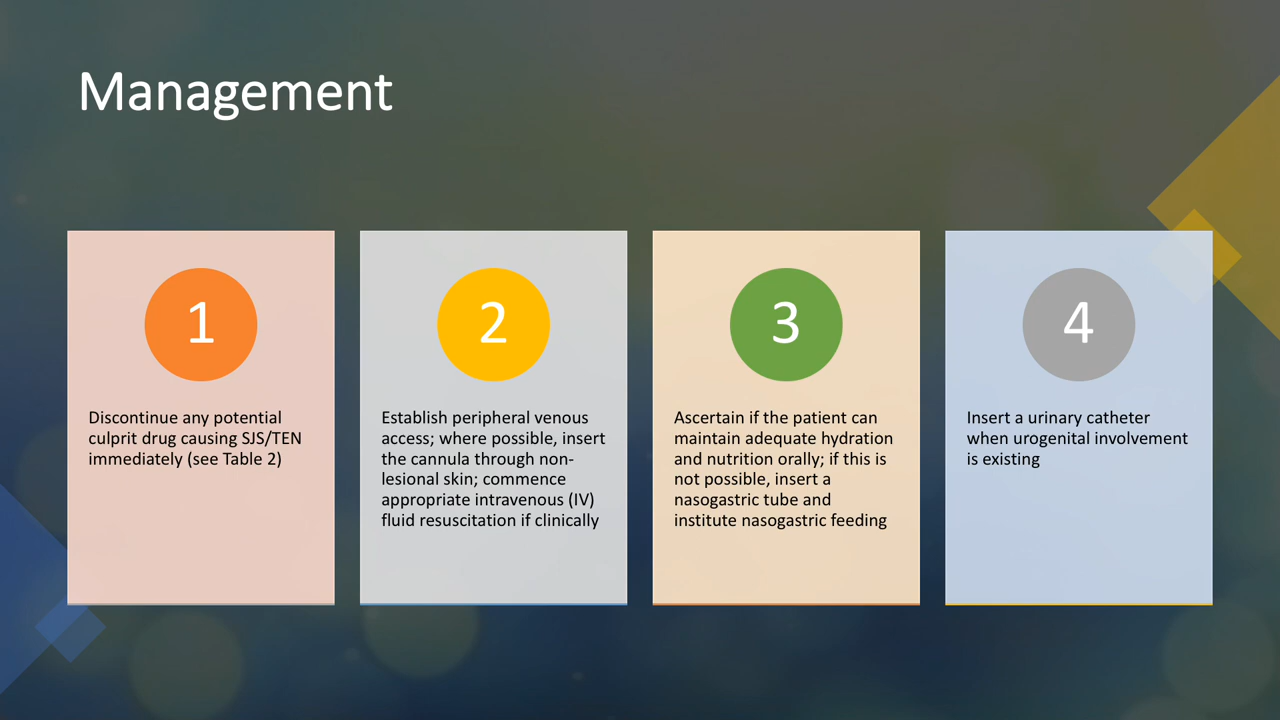 Management
1
Discontinue any potential
culprit drug causing SJS/TEN
immediately (see Table 2)
2
Establish peripheral venous
access; where possible, insert
the cannula through non-
lesional skin; commence
appropriate intravenous (IV)
fluid resuscitation if clinically
3
Ascertain if the patient can
maintain adequate hydration
and nutrition orally; if this is
not possible, insert a
nasogastric tube and
institute nasogastric feeding
4
Insert a urinary catheter
when urogenital involvement
is existing